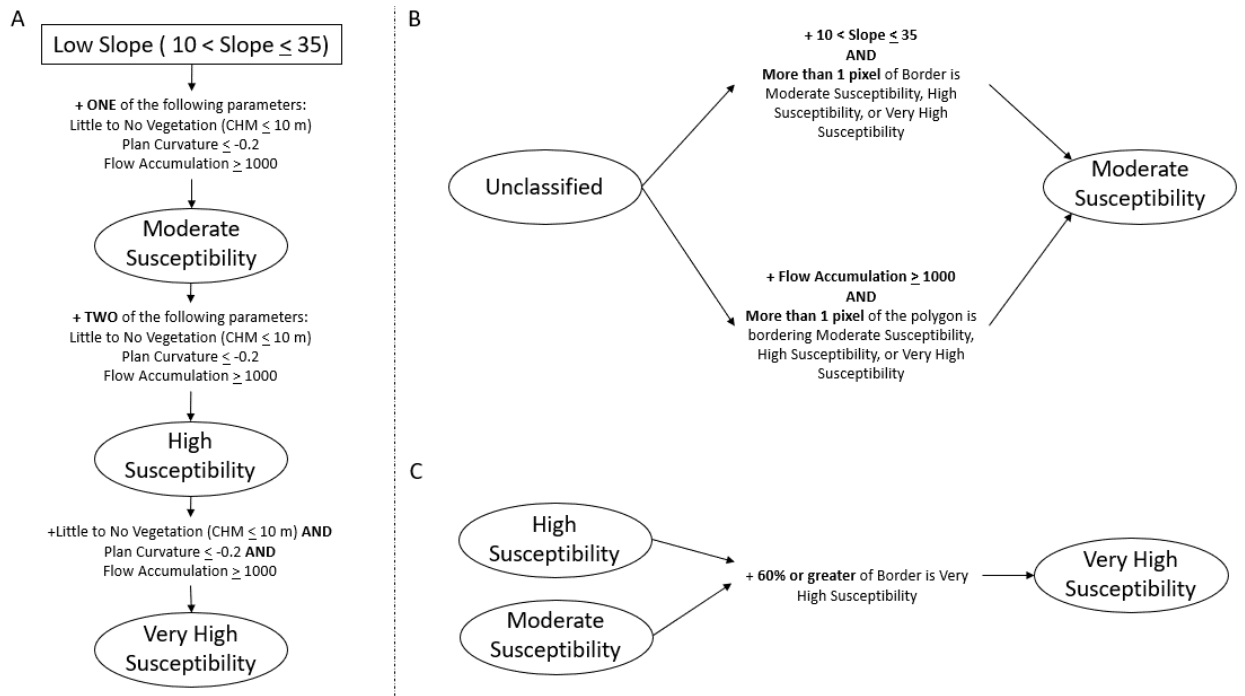 A
Low Slope ( 10 < Slope ≤ 35)
+ ONE of the following parameters:
Little to No Vegetation (CHM ≤ 10 m)
Plan Curvature ≤ -0.2
Flow Accumulation ≥ 1000
Moderate
Susceptibility
+ TWO of the following parameters:
Little to No Vegetation (CHM ≤ 10 m)
Plan Curvature ≤ -0.2
Flow Accumulation ≥ 1000
High
Susceptibility
+Little to No Vegetation (CHM ≤ 10 m) AND
Plan Curvature ≤ -0.2 AND
Flow Accumulation ≥ 1000
Very High
Susceptibility
B
Unclassified
+ 10 < Slope ≤ 35
AND
More than 1 pixel of Border is
Moderate Susceptibility, High
Susceptibility, or Very High
Susceptibility
+ Flow Accumulation ≥ 1000
AND
More than 1 pixel of the polygon is
bordering Moderate Susceptibility,
High Susceptibility, or Very High
Susceptibility
Moderate
Susceptibility
C
High
Susceptibility
Moderate
Susceptibility
+ 60% or greater of Border is Very
High Susceptibility
Very High
Susceptibility